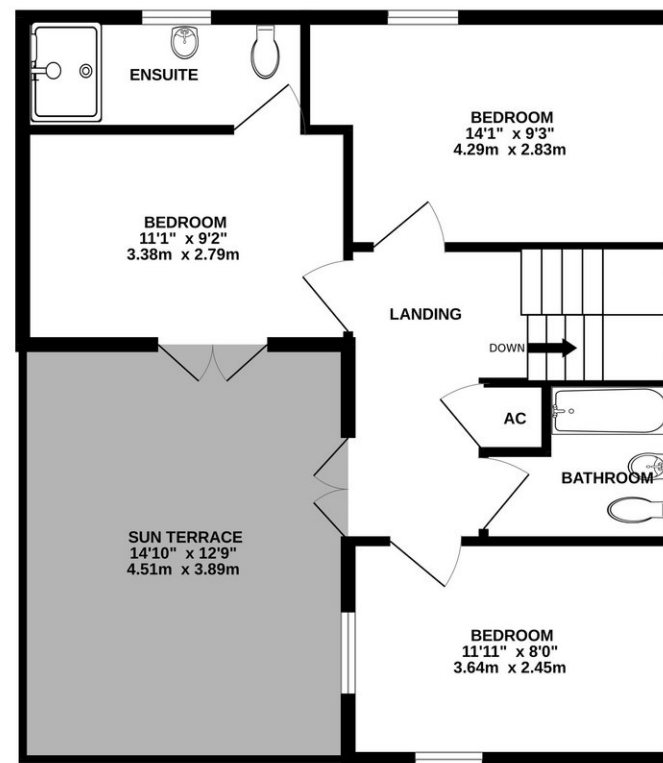 ENSUITE
BEDROOM
14'1" x 9'3"
4.29m x 2.83m
BEDROOM
11'1" x 9'2"
3.38m x 2.79m
LANDING
DOWN
AC
BATHROOM
SUN TERRACE
14'10" x 12'9"
4.51m x 3.89m
BEDROOM
11'11" x 8'0"
3.64m x 2.45m